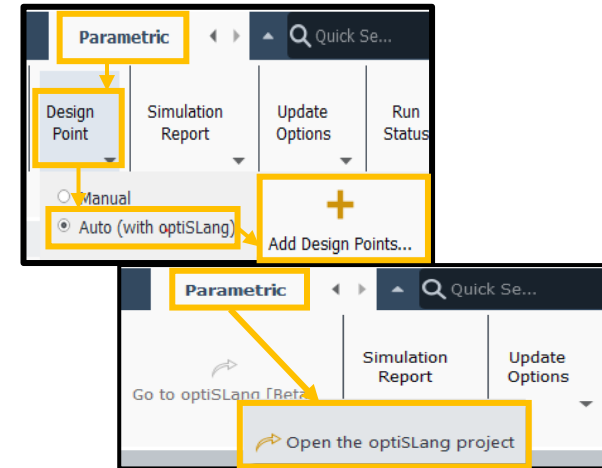 Parametric
Quick Se...
Design Point
Simulation Report
Update Options
Run Status
Manual
Auto (with optiSLang)
Add Design Points...
Parametric
Quick Se...
Go to optiSLang [Beta
Simulation Report
Update Options
Open the optiSLang project